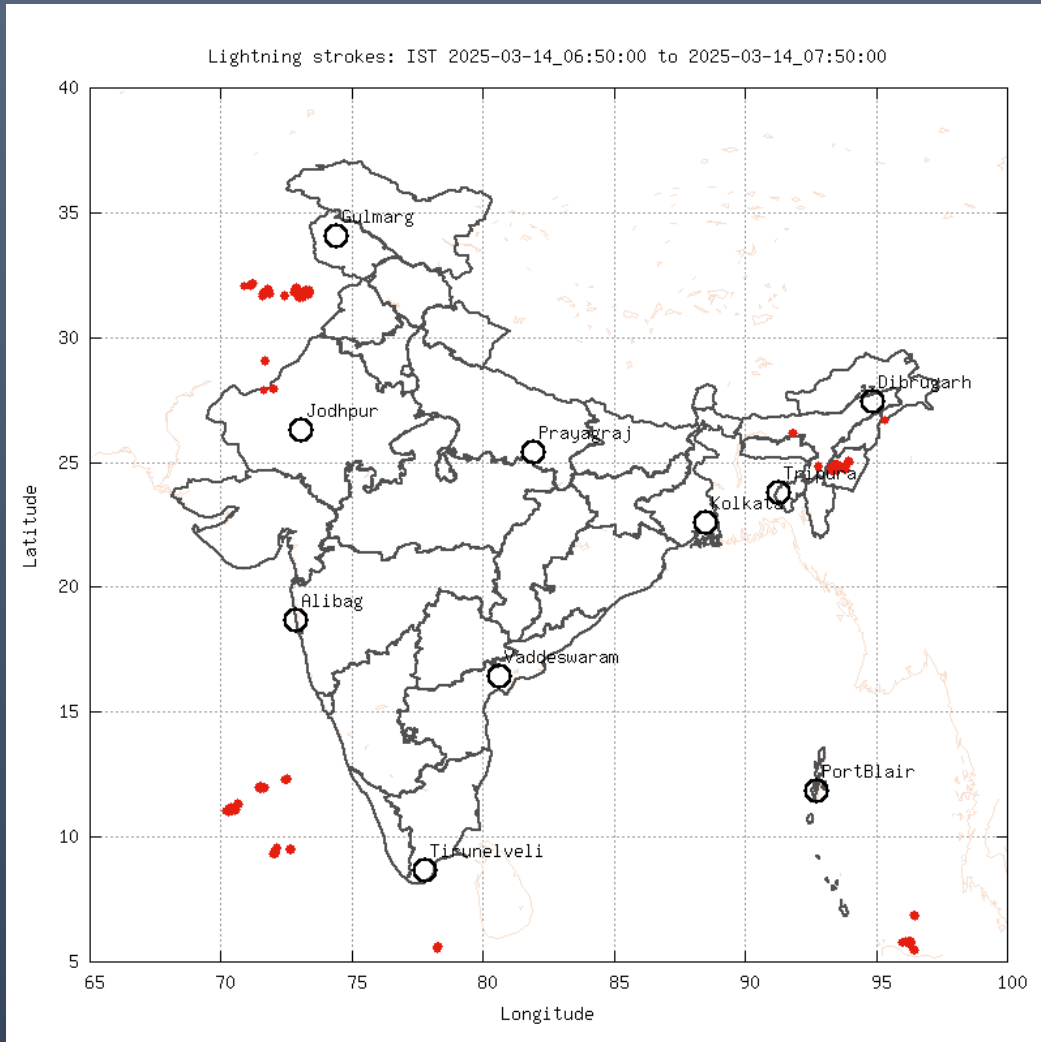 Lightning strokes: IST 2025-03-14_06:50:00 to 2025-03-14_07:50:00
40
35
30
25
20
15
10
5
Latitude
Gulmarg
Dibrugarh
Jodhpur
Prayagraj
Tripura
Kolkata
Alibag
Vaddeswaram
PortBlair
Tirunelveli
65 70 75 80 85 90 95 100
Longitude